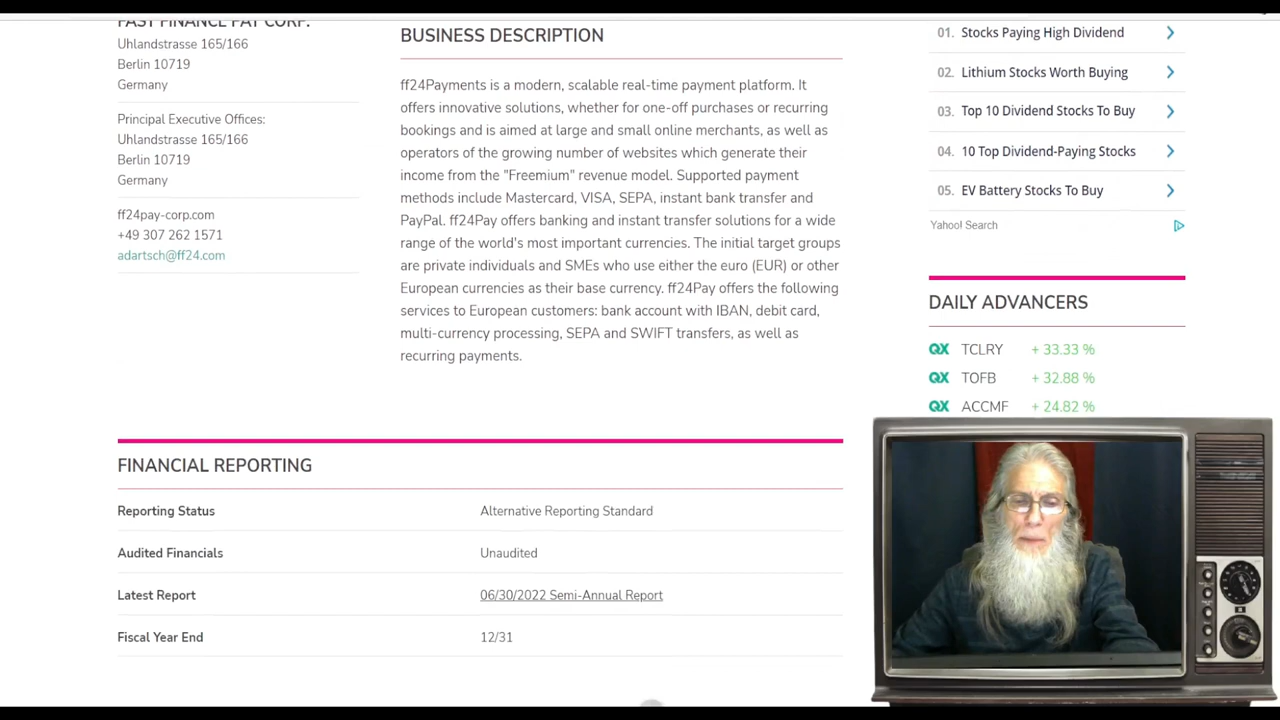 FAST FINANCE PAY CORP.
Uhlandstrasse 165/166
Berlin 10719
Germany
Principal Executive Offices:
Uhlandstrasse 165/166
Berlin 10719
Germany
ff24pay-corp.com
+49 307 262 1571
adartsch@ff24.com
BUSINESS DESCRIPTION
ff24Payments is a modern, scalable real-time payment platform. It
offers innovative solutions, whether for one-off purchases or recurring
bookings and is aimed at large and small online merchants, as well as
operators of the growing number of websites which generate their
income from the "Freemium" revenue model. Supported payment
methods include Mastercard, VISA, SEPA, instant bank transfer and
PayPal. ff24Pay offers banking and instant transfer solutions for a wide
range of the world's most important currencies. The initial target groups
are private individuals and SMEs who use either the euro (EUR) or other
European currencies as their base currency. ff24Pay offers the following
services to European customers: bank account with IBAN, debit card,
multi-currency processing, SEPA and SWIFT transfers, as well as
recurring payments.
FINANCIAL REPORTING
Reporting Status Alternative Reporting Standard
Audited Financials Unaudited
Latest Report 06/30/2022 Semi-Annual Report
Fiscal Year End 12/31
01. Stocks Paying High Dividend
02. Lithium Stocks Worth Buying
03. Top 10 Dividend Stocks To Buy
04. 10 Top Dividend-Paying Stocks
05. EV Battery Stocks To Buy
Yahoo! Search
DAILY ADVANCERS
QX TCLRY + 33.33 %
QX TOFB + 32.88 %
QX ACCMF + 24.82 %